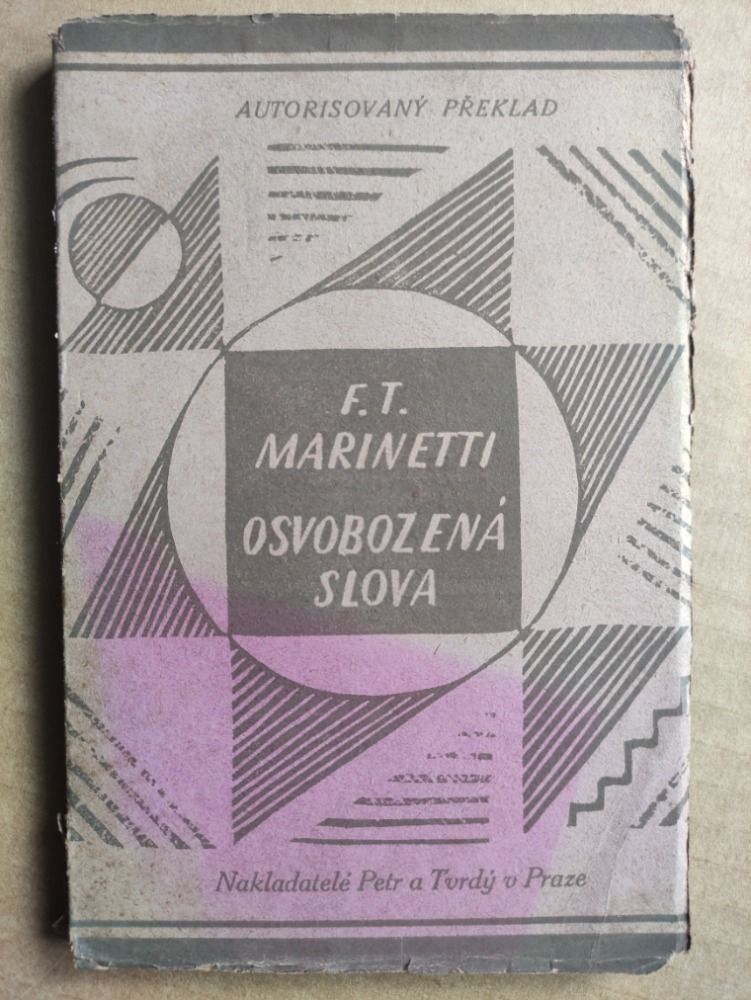 AUTORISOVANÝ PŘEKLAD
F. T.
MARINETTI
OSVOBOZENÁ
SLOVA
Nakladatelé Petr a Tvrdý v Praze